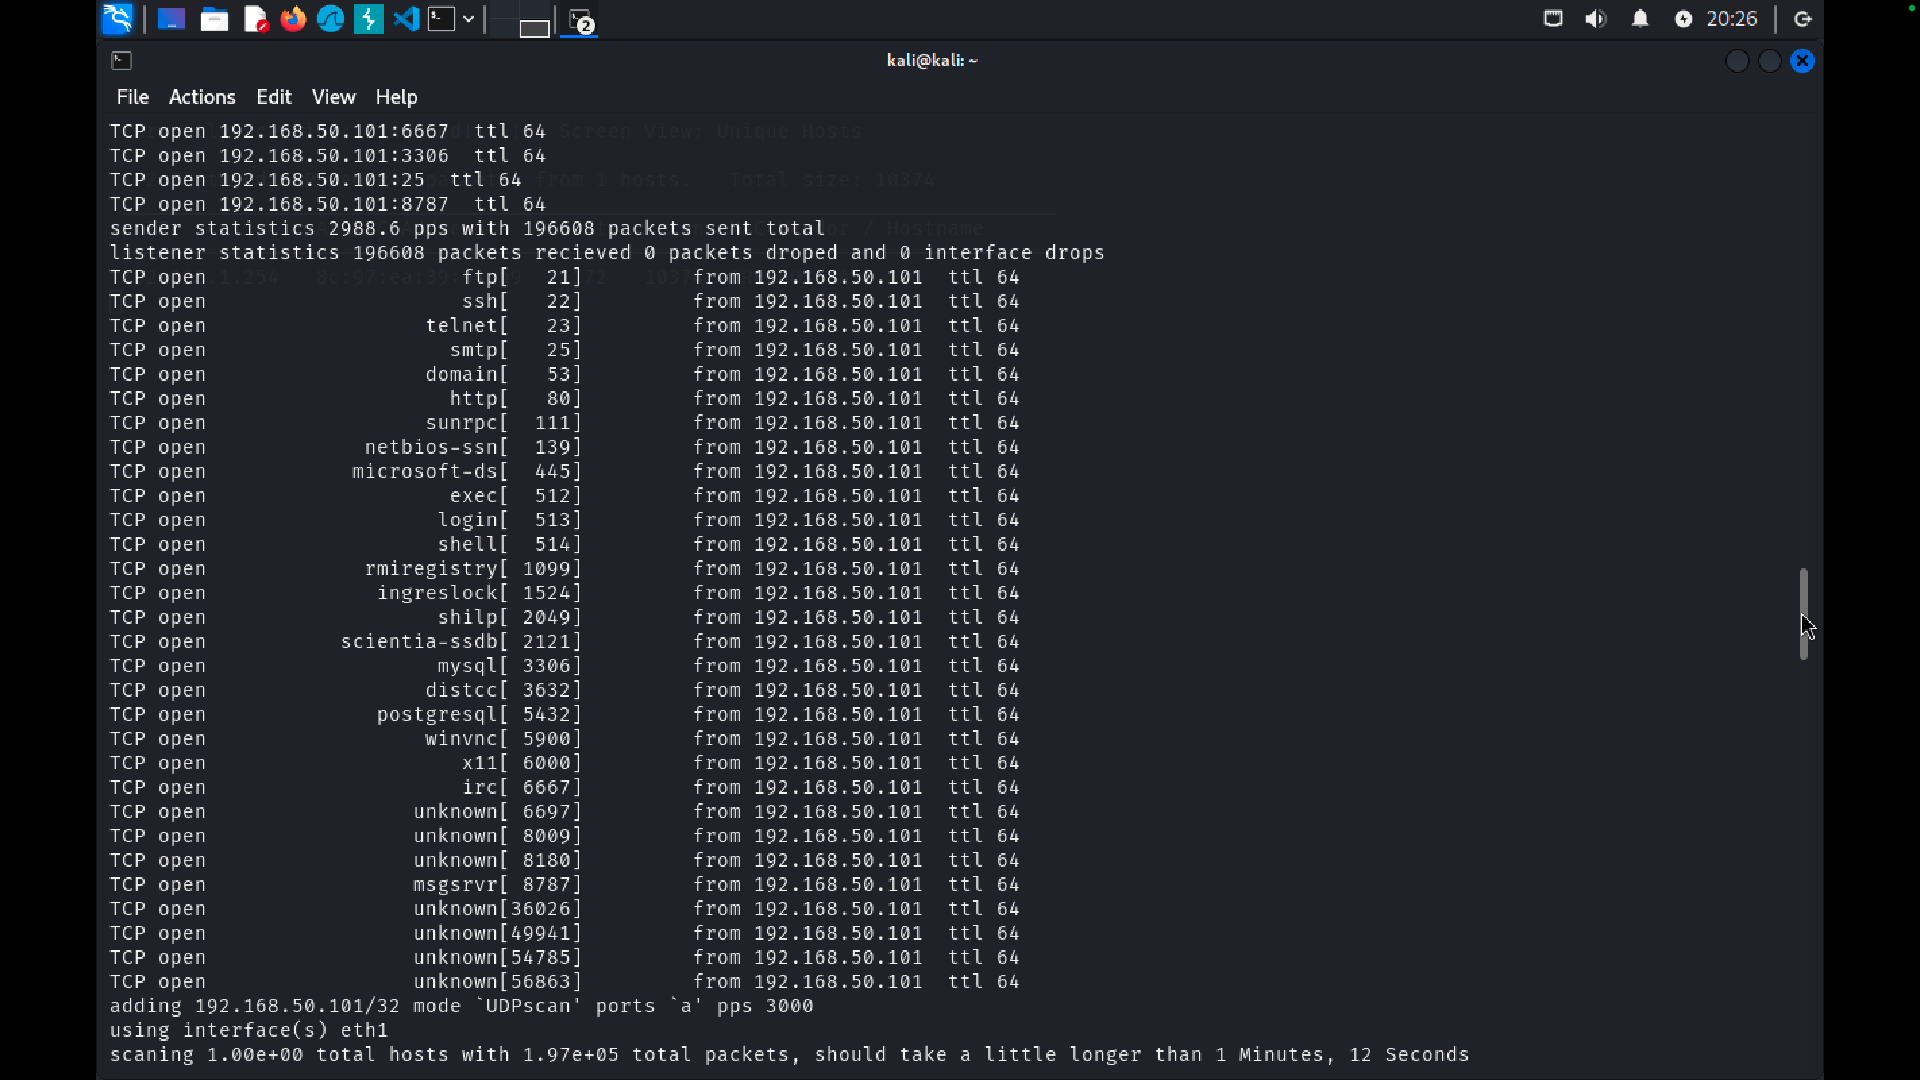 2
20:26
kali@kali: ~
File Actions Edit View Help
TCP open 192.168.50.101:6667  ttl 64
TCP open 192.168.50.101:3306  ttl 64
TCP open 192.168.50.101:25  ttl 64
TCP open 192.168.50.101:8787  ttl 64
sender statistics 2988.6 pps with 196608 packets sent total
listener statistics 196608 packets recieved 0 packets droped and 0 interface drops
TCP open                     ftp[   21]         from 192.168.50.101  ttl 64
TCP open                     ssh[   22]         from 192.168.50.101  ttl 64
TCP open                  telnet[   23]         from 192.168.50.101  ttl 64
TCP open                    smtp[   25]         from 192.168.50.101  ttl 64
TCP open                  domain[   53]         from 192.168.50.101  ttl 64
TCP open                    http[   80]         from 192.168.50.101  ttl 64
TCP open                  sunrpc[  111]         from 192.168.50.101  ttl 64
TCP open             netbios-ssn[  139]         from 192.168.50.101  ttl 64
TCP open            microsoft-ds[  445]         from 192.168.50.101  ttl 64
TCP open                    exec[  512]         from 192.168.50.101  ttl 64
TCP open                   login[  513]         from 192.168.50.101  ttl 64
TCP open                   shell[  514]         from 192.168.50.101  ttl 64
TCP open             rmiregistry[ 1099]         from 192.168.50.101  ttl 64
TCP open              ingreslock[ 1524]         from 192.168.50.101  ttl 64
TCP open                   shilp[ 2049]         from 192.168.50.101  ttl 64
TCP open           scientia-ssdb[ 2121]         from 192.168.50.101  ttl 64
TCP open                   mysql[ 3306]         from 192.168.50.101  ttl 64
TCP open                  distcc[ 3632]         from 192.168.50.101  ttl 64
TCP open              postgresql[ 5432]         from 192.168.50.101  ttl 64
TCP open                  winvnc[ 5900]         from 192.168.50.101  ttl 64
TCP open                     x11[ 6000]         from 192.168.50.101  ttl 64
TCP open                     irc[ 6667]         from 192.168.50.101  ttl 64
TCP open                 unknown[ 6697]         from 192.168.50.101  ttl 64
TCP open                 unknown[ 8009]         from 192.168.50.101  ttl 64
TCP open                 unknown[ 8180]         from 192.168.50.101  ttl 64
TCP open                 msgsrvr[ 8787]         from 192.168.50.101  ttl 64
TCP open                 unknown[36026]         from 192.168.50.101  ttl 64
TCP open                 unknown[49941]         from 192.168.50.101  ttl 64
TCP open                 unknown[54785]         from 192.168.50.101  ttl 64
TCP open                 unknown[56863]         from 192.168.50.101  ttl 64
adding 192.168.50.101/32 mode `UDPscan' ports `a' pps 3000
using interface(s) eth1
scaning 1.00e+00 total hosts with 1.97e+05 total packets, should take a little longer than 1 Minutes, 12 Seconds